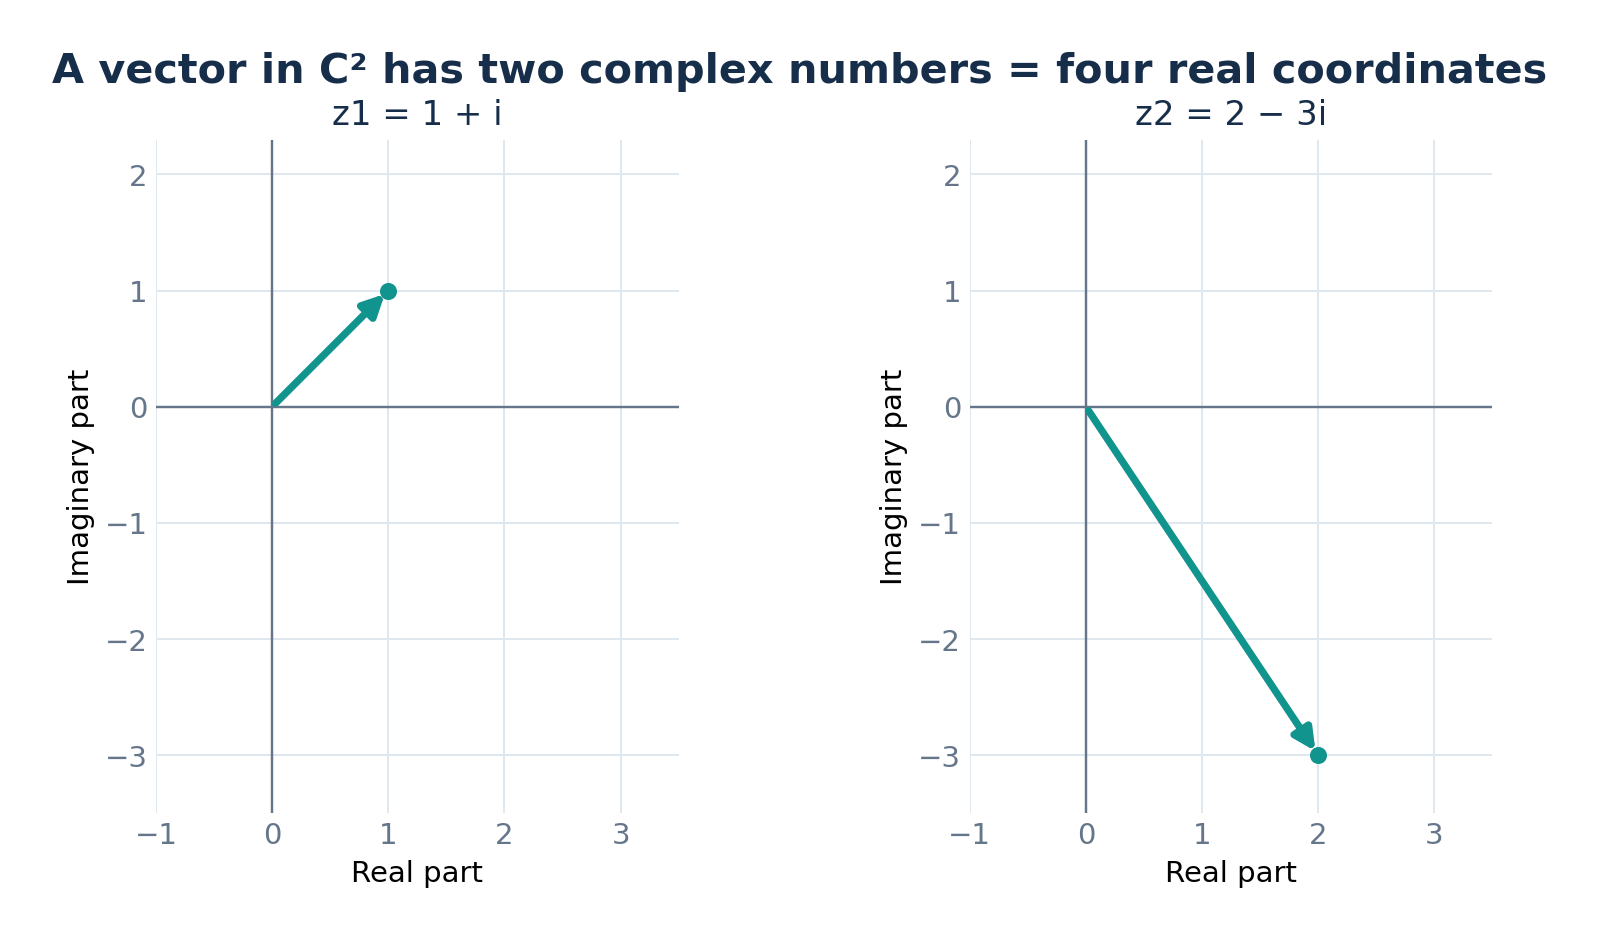 A vector in C² has two complex numbers = four real coordinates
z1 = 1 + i
2
1
0
−1
−2
−3
Imaginary part
−1 0 1 2 3
Real part
z2 = 2 − 3i
2
1
0
−1
−2
−3
Imaginary part
−1 0 1 2 3
Real part